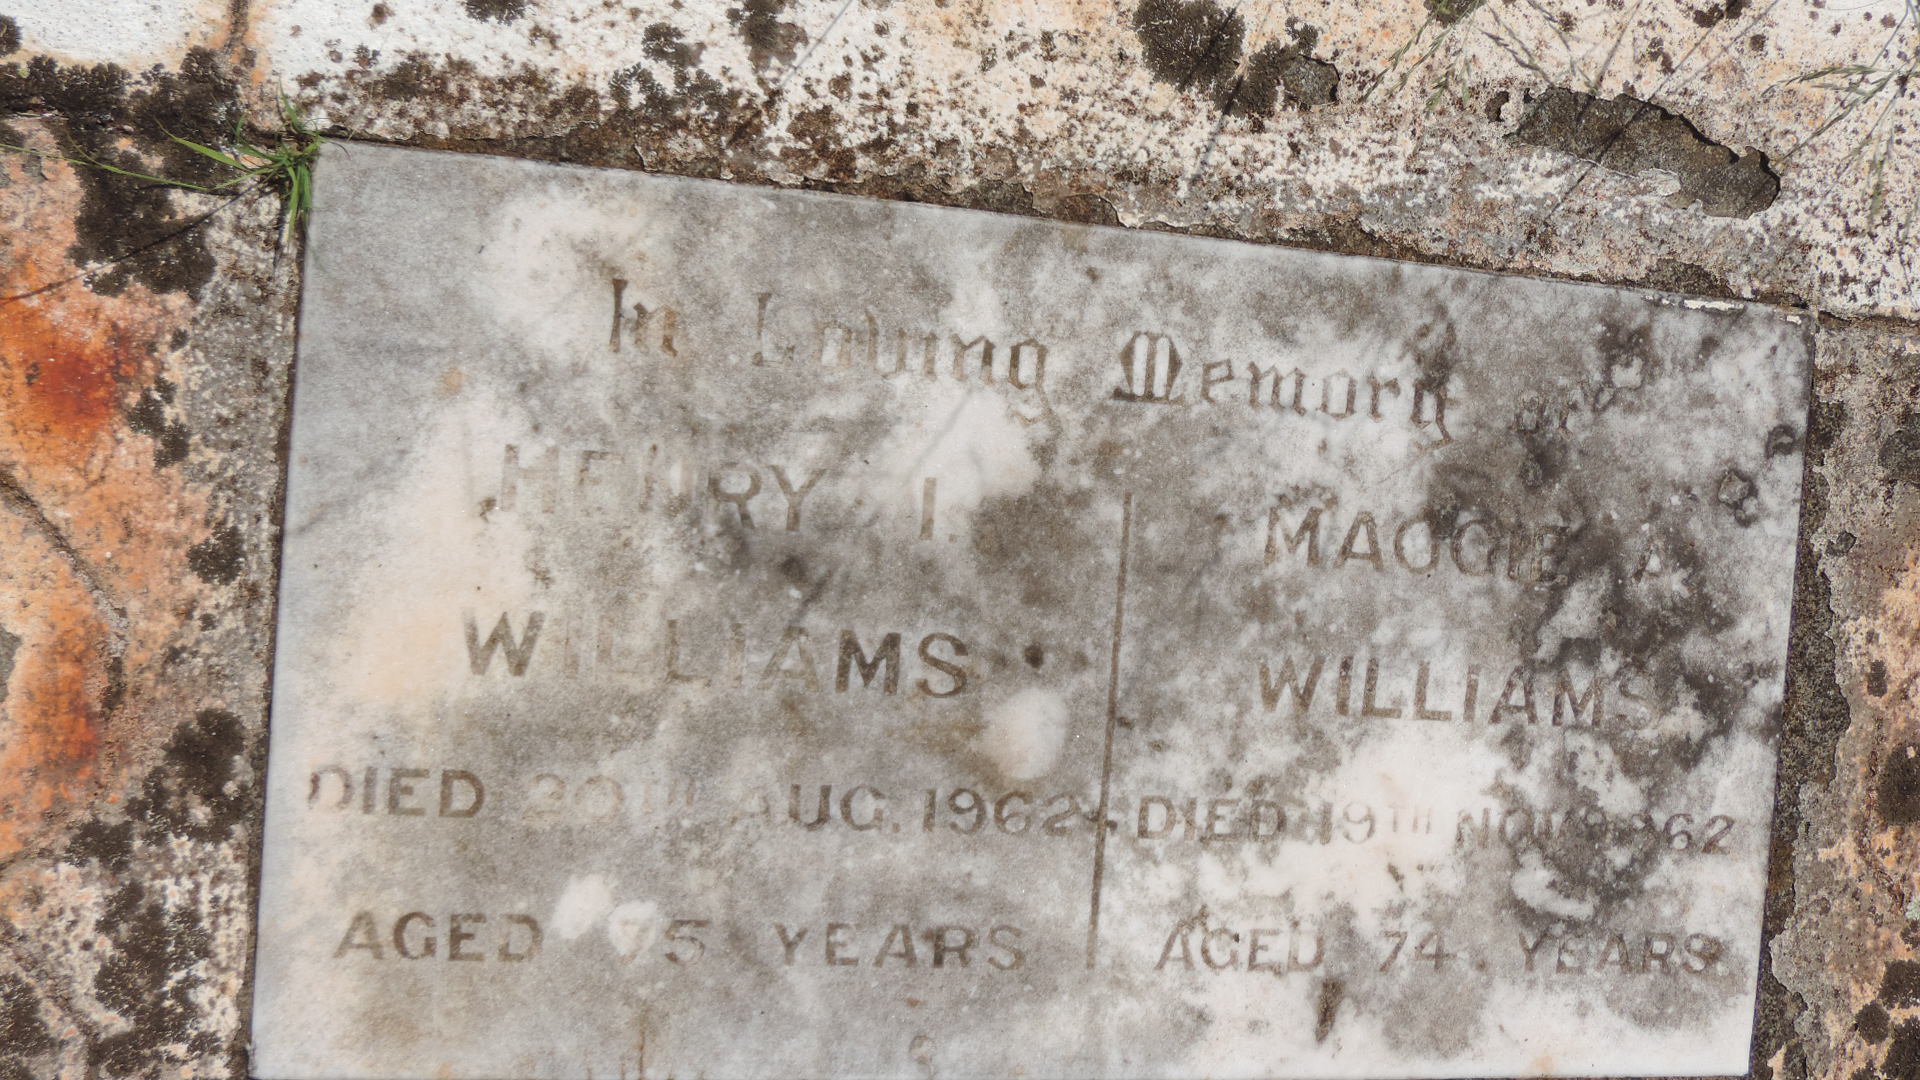 In Loving Memory of
HENRY I.
WILLIAMS
DIED 20TH AUG. 1962
AGED 75 YEARS
MAGGIE A
WILLIAMS
DIED 19TH NOV. 1962
AGED 74 YEARS